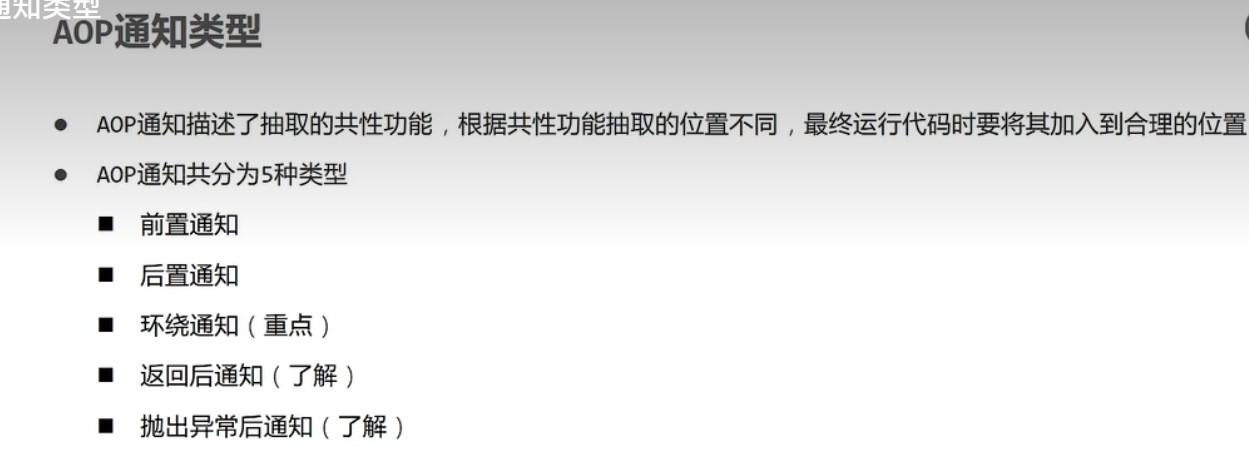 通知类型
AOP通知类型
● AOP通知描述了抽取的共性功能，根据共性功能抽取的位置不同，最终运行代码时要将其加入到合理的位置
● AOP通知共分为5种类型
■ 前置通知
■ 后置通知
■ 环绕通知（重点）
■ 返回后通知（了解）
■ 抛出异常后通知（了解）